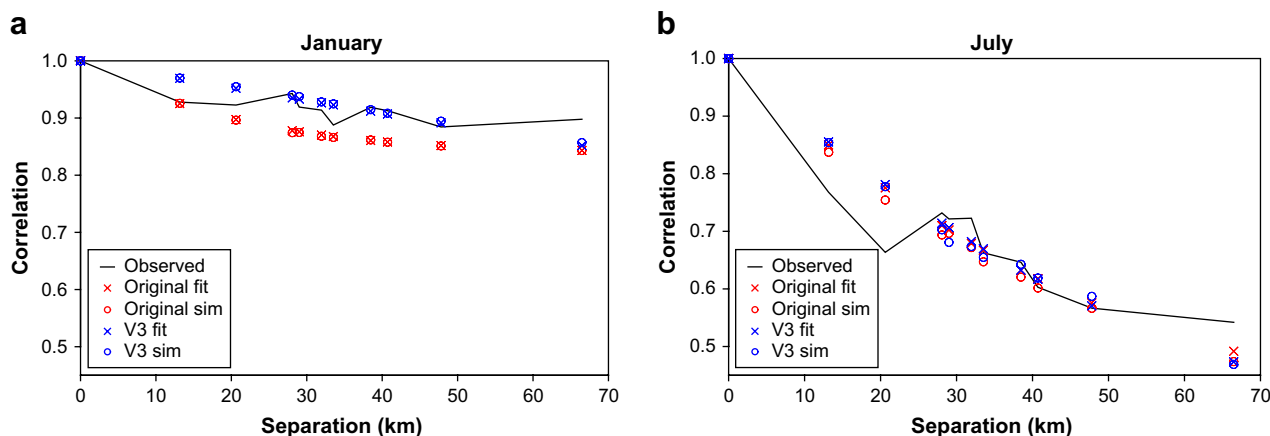 a
January
1.0
0.9
0.8
0.7
0.6
0.5
Correlation
Observed
Original fit
Original sim
V3 fit
V3 sim
0 10 20 30 40 50 60 70
Separation (km)
b
July
1.0
0.9
0.8
0.7
0.6
0.5
Correlation
Observed
Original fit
Original sim
V3 fit
V3 sim
0 10 20 30 40 50 60 70
Separation (km)